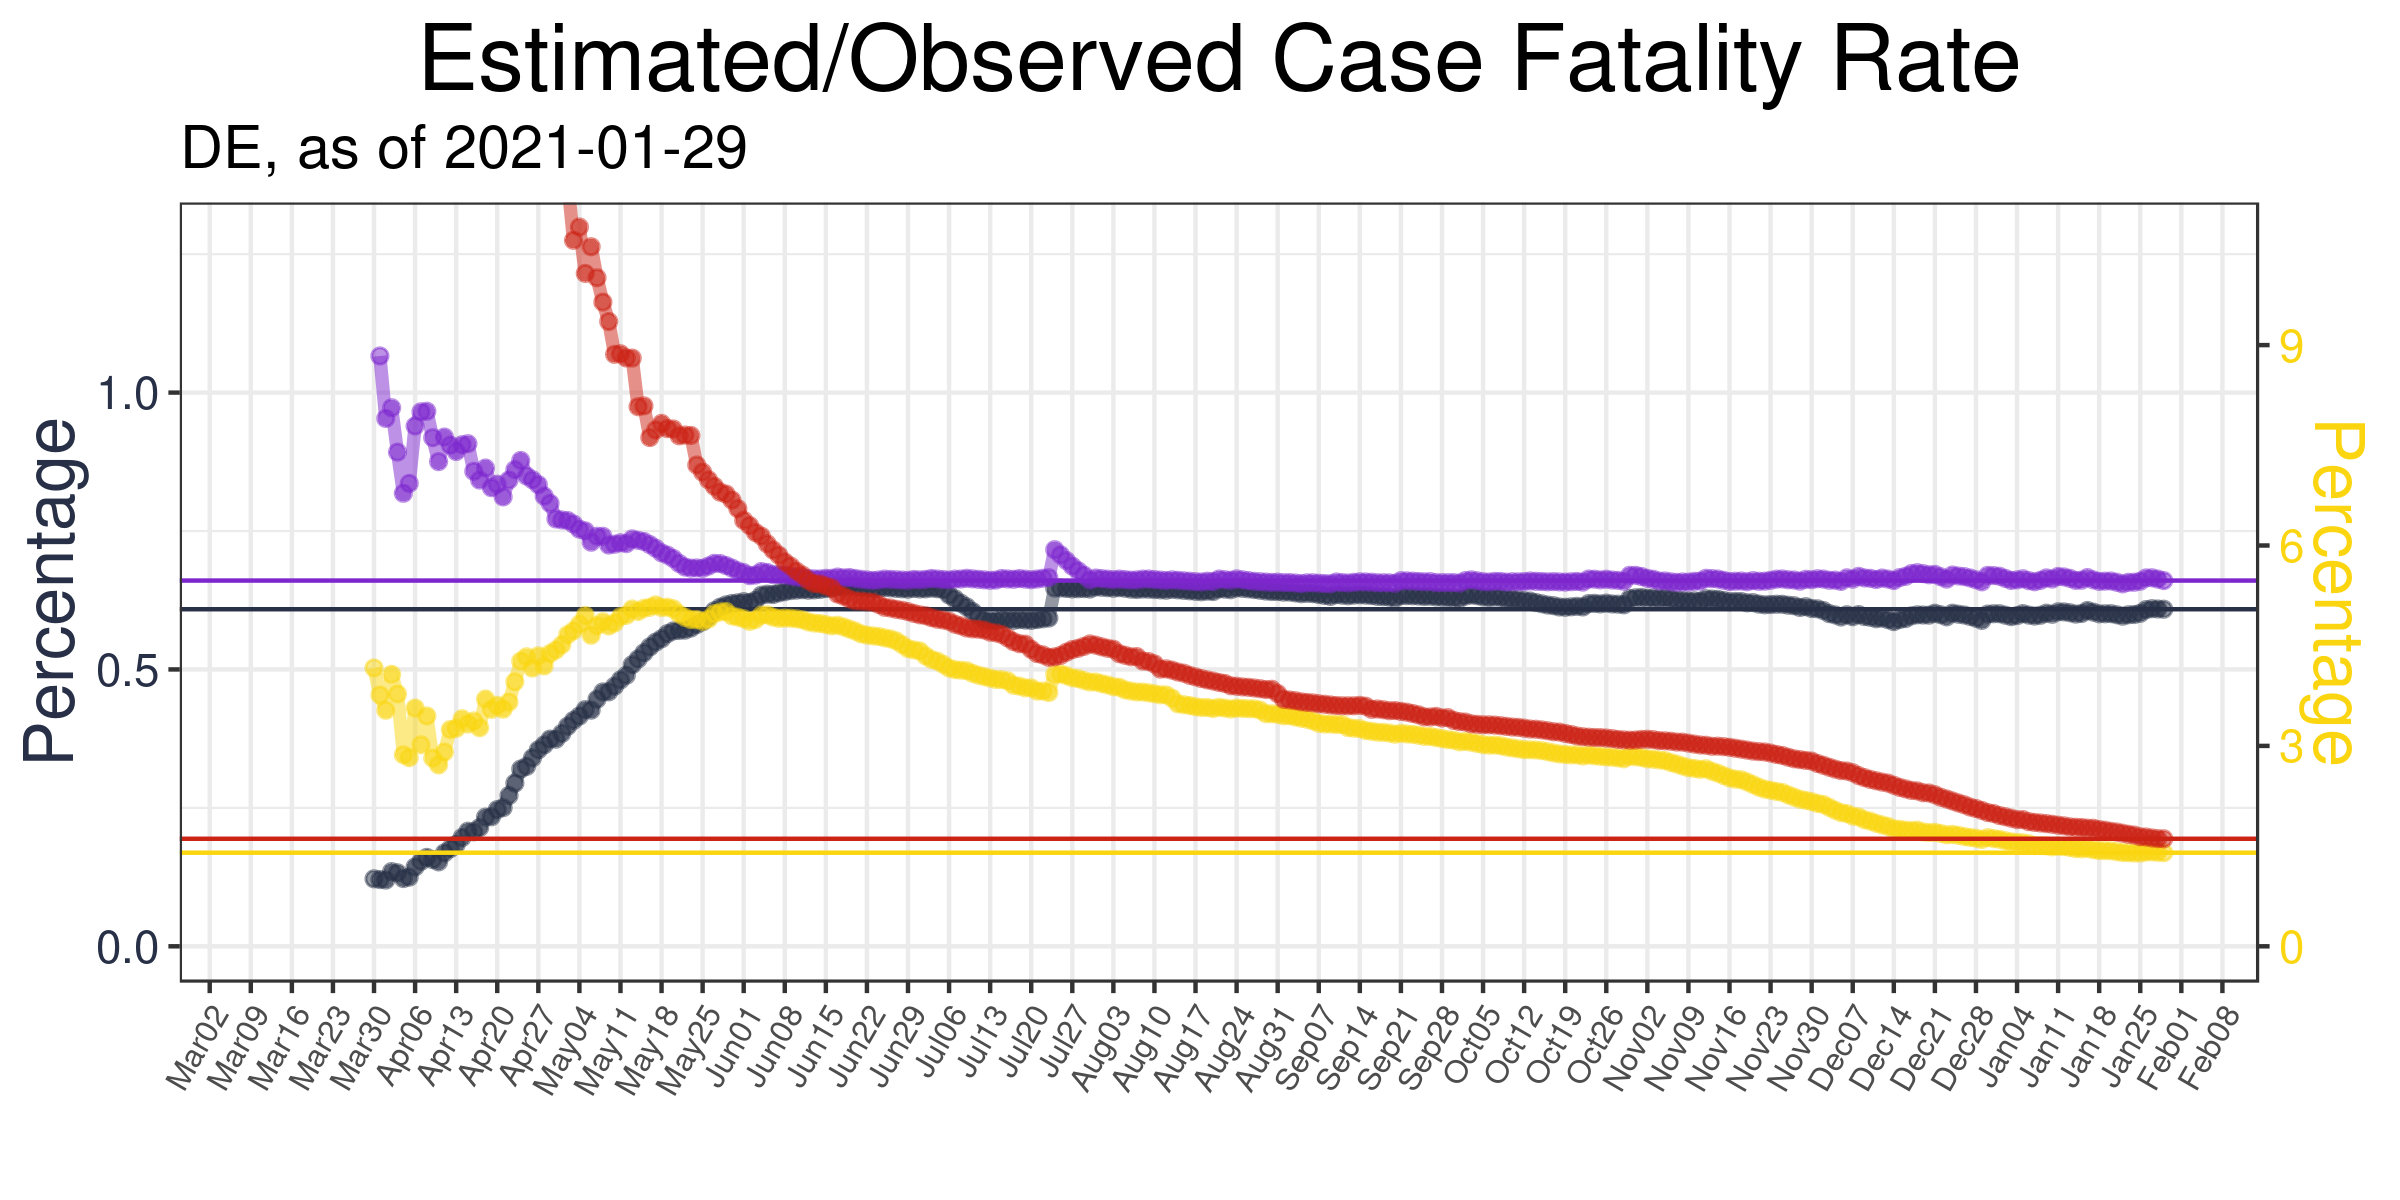 Estimated/Observed Case Fatality Rate
DE, as of 2021-01-29
Percentage
1.0
0.5
0.0
9
6
3
0
Percentage
Mar02 Mar09 Mar16 Mar23 Mar30 Apr06 Apr13 Apr20 Apr27 May04 May11 May18 May25 Jun01 Jun08 Jun15 Jun22 Jun29 Jul06 Jul13 Jul20 Jul27 Aug03 Aug10 Aug17 Aug24 Aug31 Sep07 Sep14 Sep21 Sep28 Oct05 Oct12 Oct19 Oct26 Nov02 Nov09 Nov16 Nov23 Nov30 Dec07 Dec14 Dec21 Dec28 Jan04 Jan11 Jan18 Jan25 Feb01 Feb08